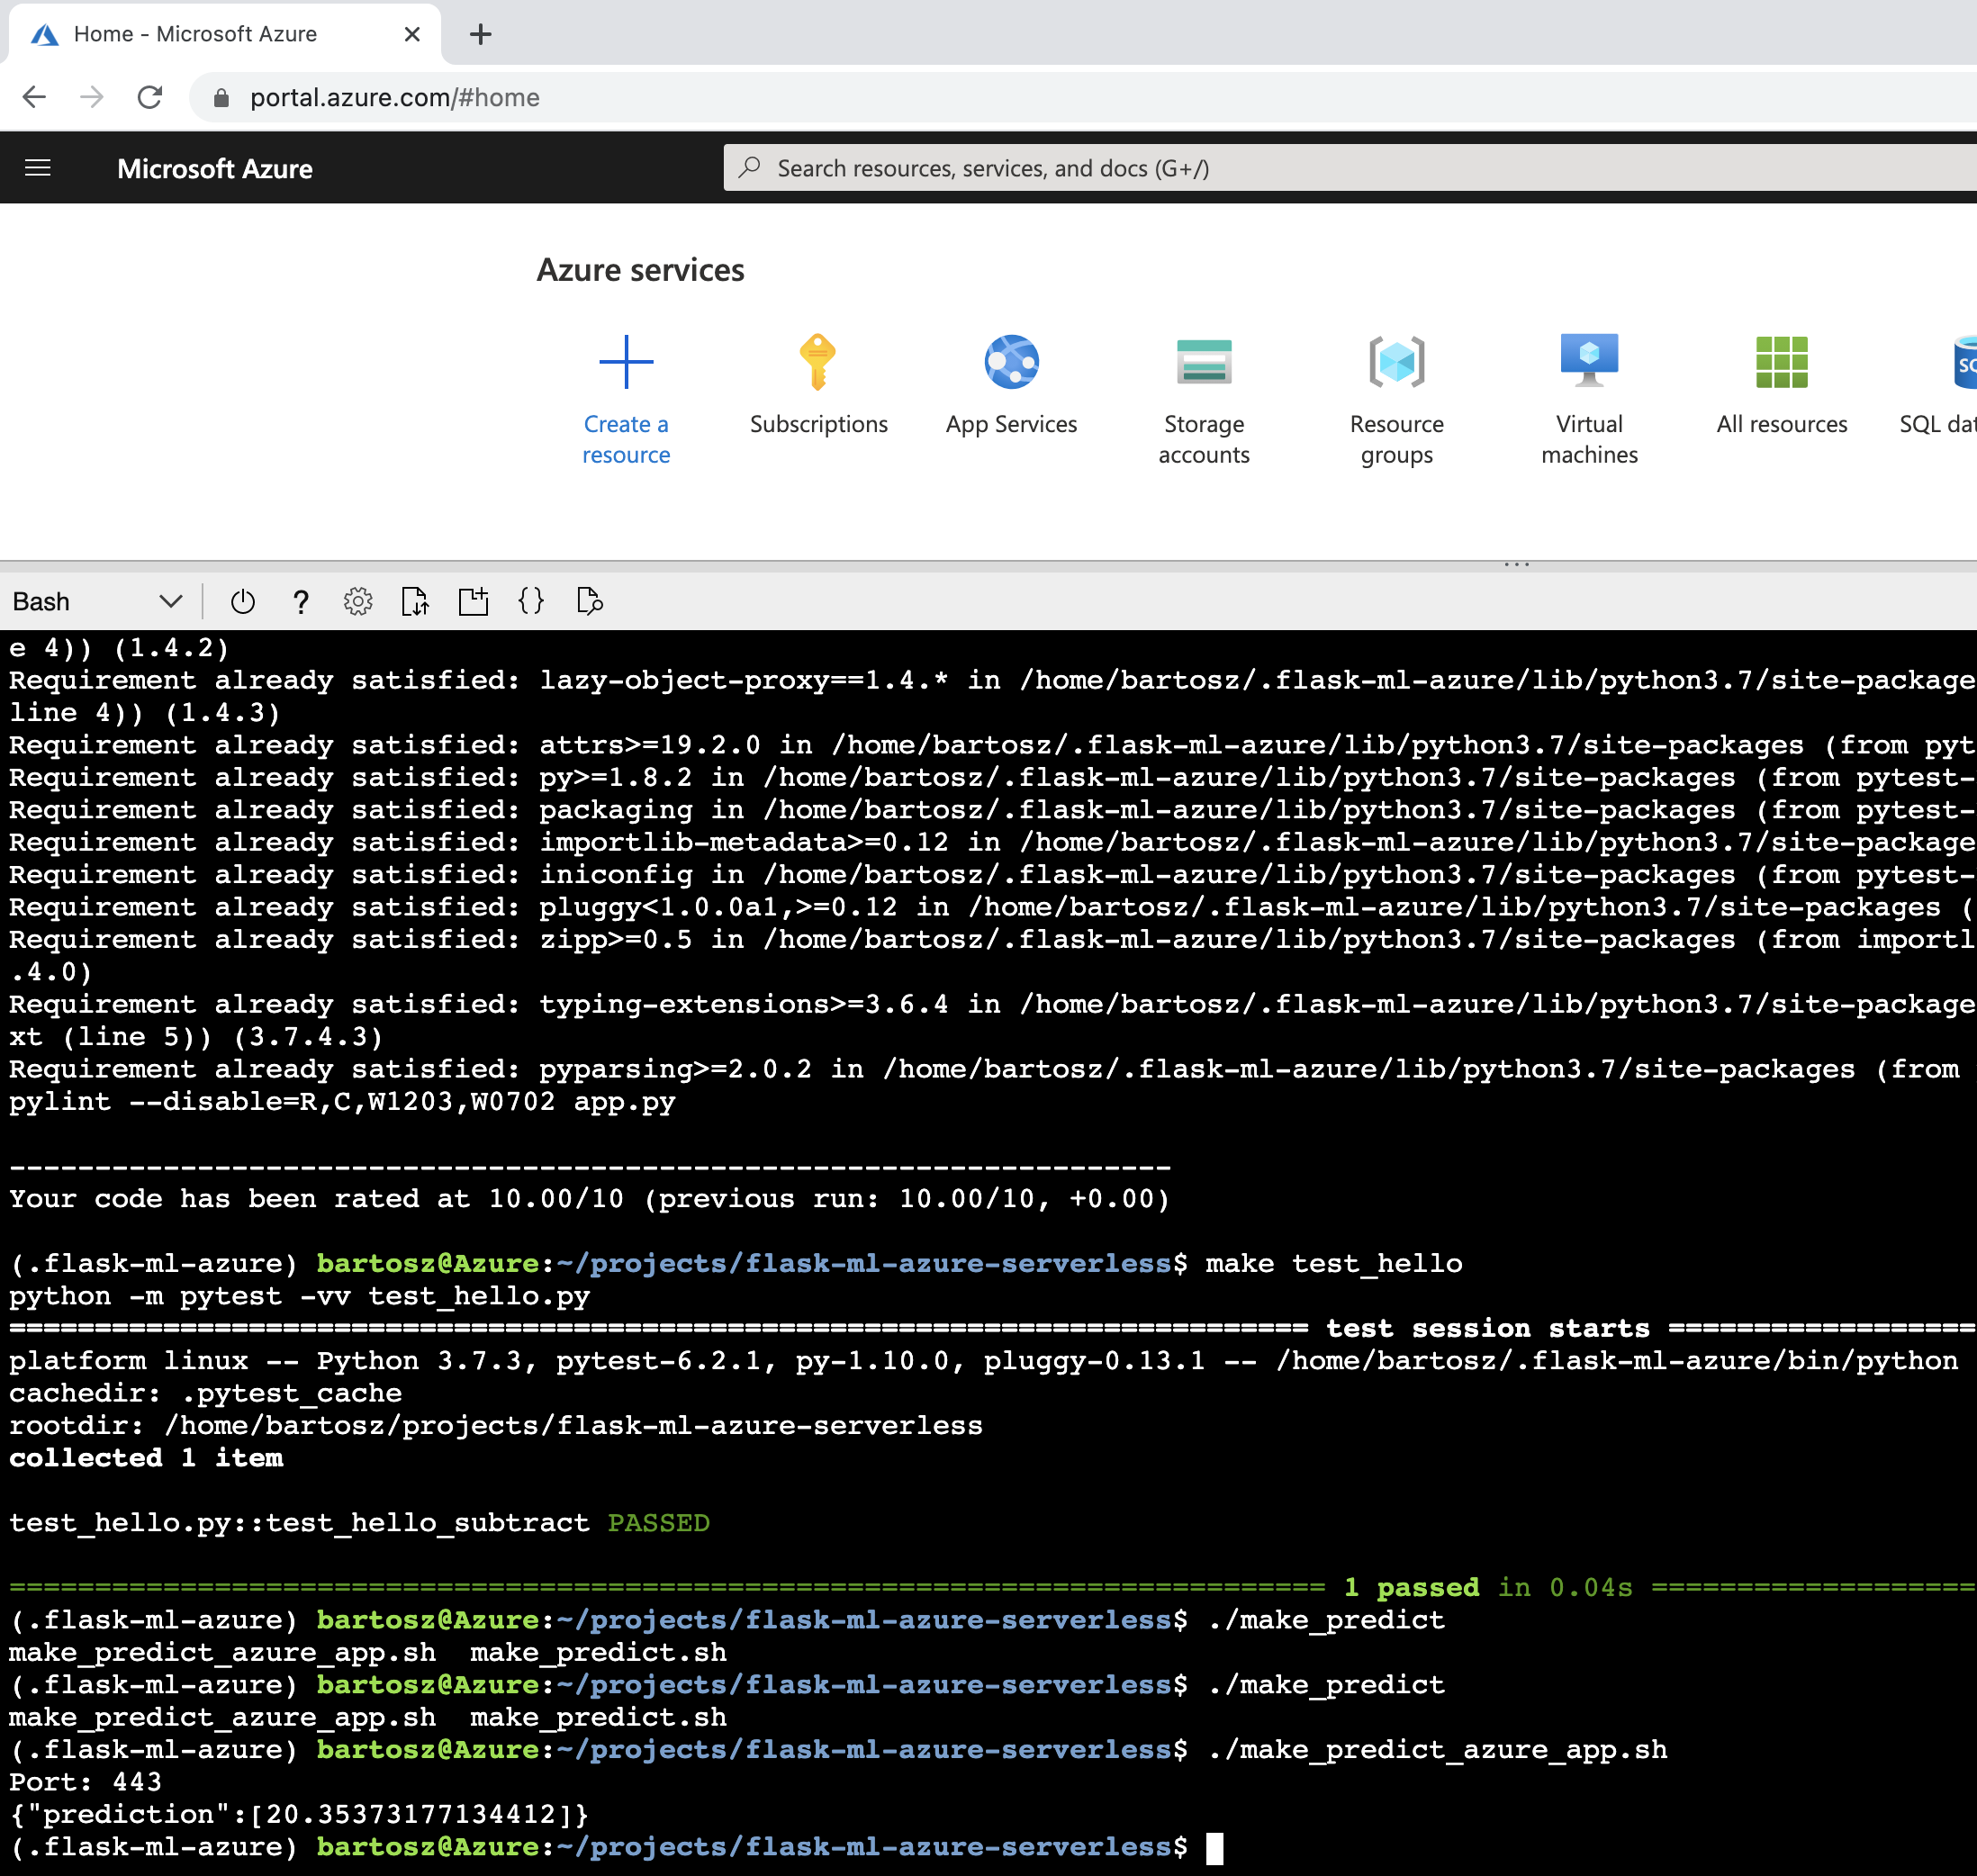 Home - Microsoft Azure
portal.azure.com/#home
Microsoft Azure
Search resources, services, and docs (G+/)
Azure services
Create a resource
Subscriptions
App Services
Storage accounts
Resource groups
Virtual machines
All resources
SQL dat
Bash
e 4)) (1.4.2)
Requirement already satisfied: lazy-object-proxy==1.4.* in /home/bartosz/.flask-ml-azure/lib/python3.7/site-package
line 4)) (1.4.3)
Requirement already satisfied: attrs>=19.2.0 in /home/bartosz/.flask-ml-azure/lib/python3.7/site-packages (from pyt
Requirement already satisfied: py>=1.8.2 in /home/bartosz/.flask-ml-azure/lib/python3.7/site-packages (from pytest-
Requirement already satisfied: packaging in /home/bartosz/.flask-ml-azure/lib/python3.7/site-packages (from pytest-
Requirement already satisfied: importlib-metadata>=0.12 in /home/bartosz/.flask-ml-azure/lib/python3.7/site-package
Requirement already satisfied: iniconfig in /home/bartosz/.flask-ml-azure/lib/python3.7/site-packages (from pytest-
Requirement already satisfied: pluggy<1.0.0a1,>=0.12 in /home/bartosz/.flask-ml-azure/lib/python3.7/site-packages (
Requirement already satisfied: zipp>=0.5 in /home/bartosz/.flask-ml-azure/lib/python3.7/site-packages (from importl
.4.0)
Requirement already satisfied: typing-extensions>=3.6.4 in /home/bartosz/.flask-ml-azure/lib/python3.7/site-package
xt (line 5)) (3.7.4.3)
Requirement already satisfied: pyparsing>=2.0.2 in /home/bartosz/.flask-ml-azure/lib/python3.7/site-packages (from
pylint --disable=R,C,W1203,W0702 app.py
--------------------------------------------------------------------
Your code has been rated at 10.00/10 (previous run: 10.00/10, +0.00)
(.flask-ml-azure) bartosz@Azure:~/projects/flask-ml-azure-serverless$ make test_hello
python -m pytest -vv test_hello.py
============================================================================ test session starts ==================
platform linux -- Python 3.7.3, pytest-6.2.1, py-1.10.0, pluggy-0.13.1 -- /home/bartosz/.flask-ml-azure/bin/python
cachedir: .pytest_cache
rootdir: /home/bartosz/projects/flask-ml-azure-serverless
collected 1 item
test_hello.py::test_hello_subtract PASSED
============================================================================= 1 passed in 0.04s ===================
(.flask-ml-azure) bartosz@Azure:~/projects/flask-ml-azure-serverless$ ./make_predict
make_predict_azure_app.sh  make_predict.sh
(.flask-ml-azure) bartosz@Azure:~/projects/flask-ml-azure-serverless$ ./make_predict
make_predict_azure_app.sh  make_predict.sh
(.flask-ml-azure) bartosz@Azure:~/projects/flask-ml-azure-serverless$ ./make_predict_azure_app.sh
Port: 443
{"prediction":[20.35373177134412]}
(.flask-ml-azure) bartosz@Azure:~/projects/flask-ml-azure-serverless$